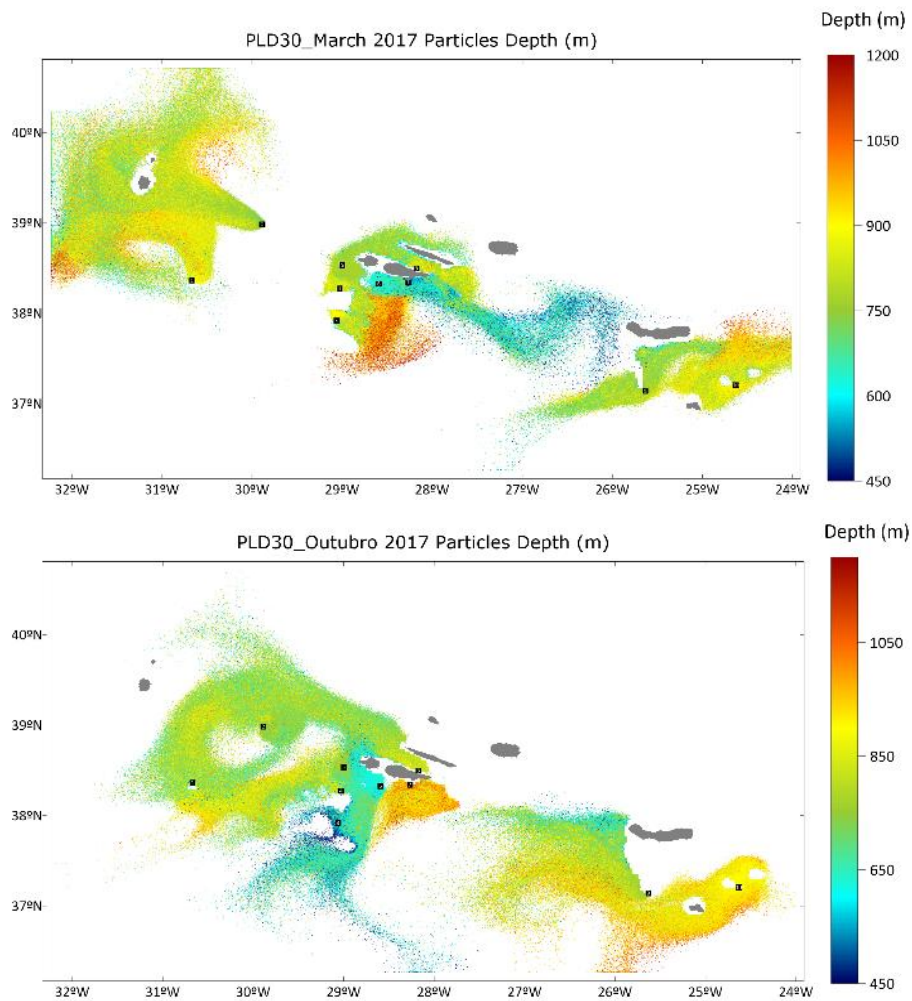 Depth (m)
PLD30_March 2017 Particles Depth (m)
1200
1050
900
750
600
450
40ºN
39ºN
38ºN
37ºN
32ºW 31ºW 30ºW 29ºW 28ºW 27ºW 26ºW 25ºW 24ºW
Depth (m)
PLD30_Outubro 2017 Particles Depth (m)
1050
850
650
450
40ºN
39ºN
38ºN
37ºN
32ºW 31ºW 30ºW 29ºW 28ºW 27ºW 26ºW 25ºW 24ºW